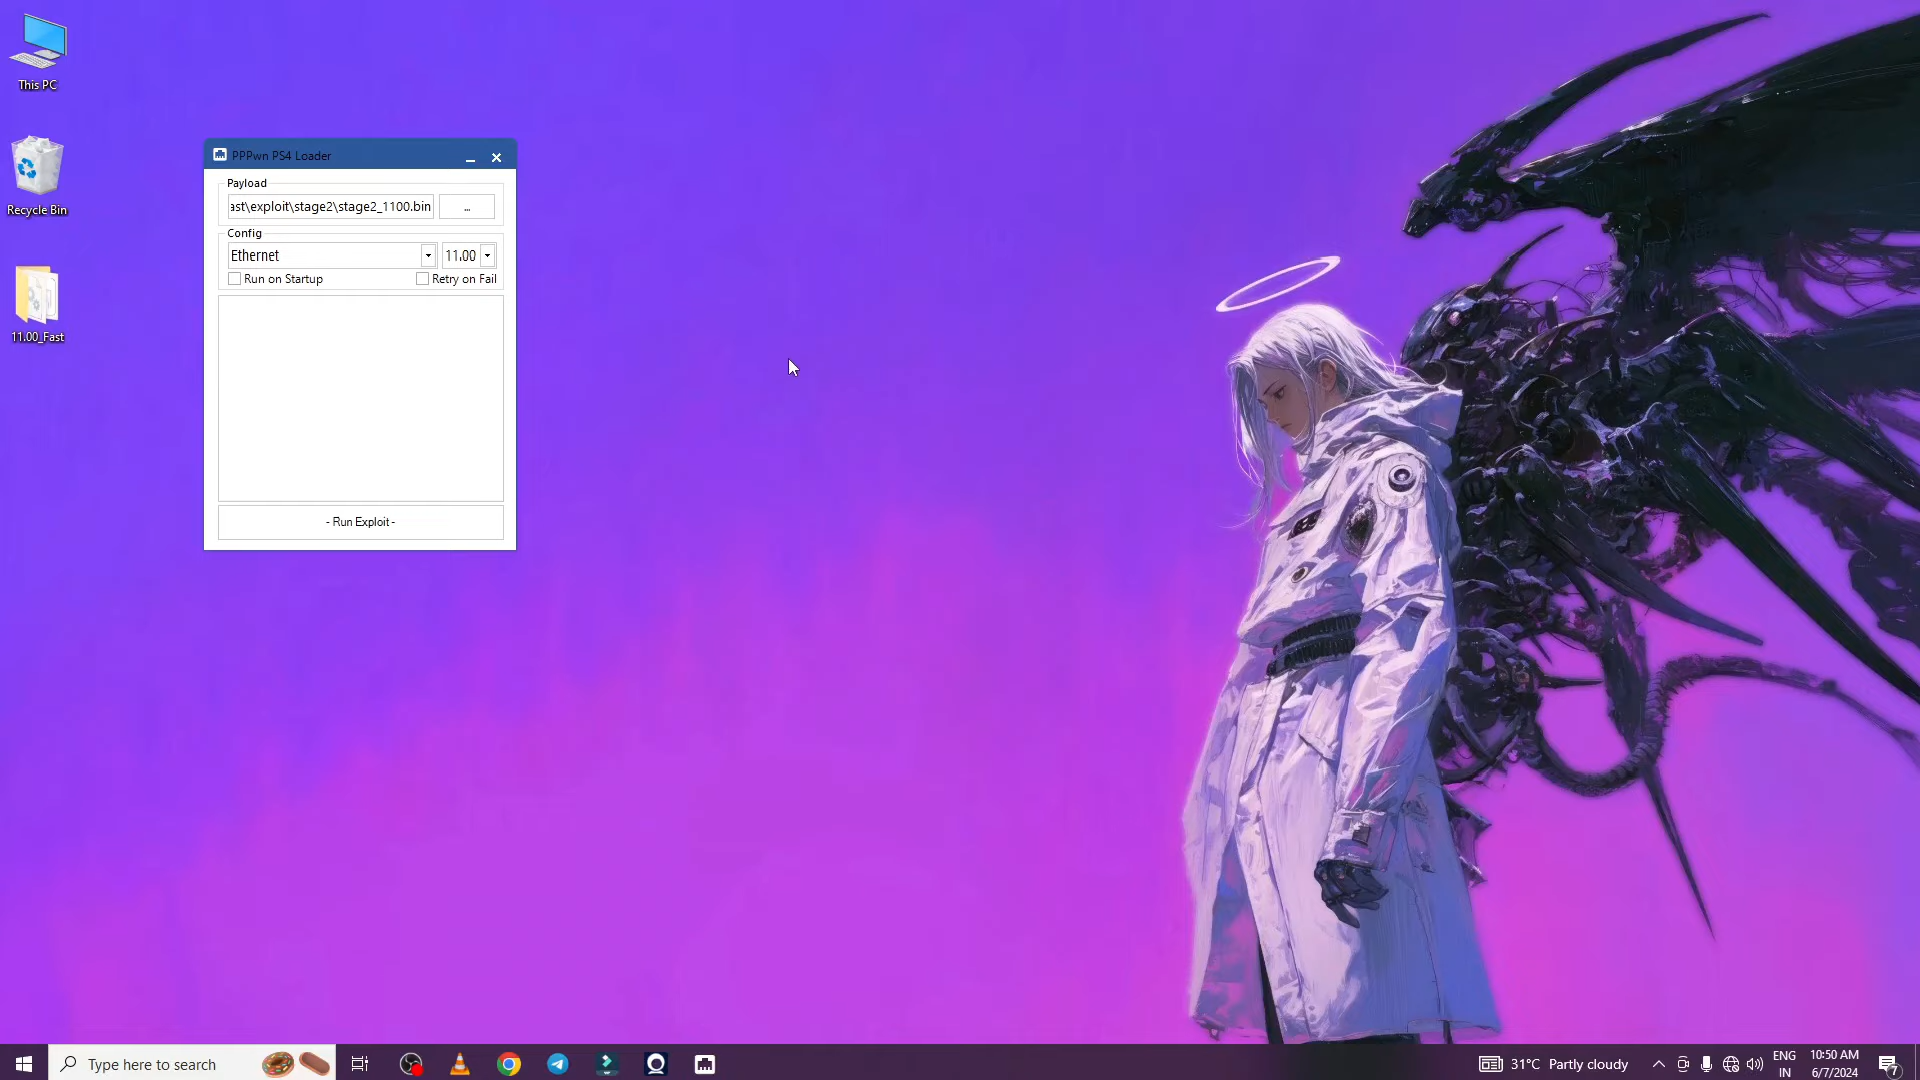 This PC
Recycle Bin
11.00_Fast
PPPwn PS4 Loader
Payload
ast\exploit\stage2\stage2_1100.bin
...
Config
Ethernet
11.00
Run on Startup
Retry on Fail
- Run Exploit -
Type here to search
31°C Partly cloudy
ENG
IN
10:50 AM
6/7/2024
7